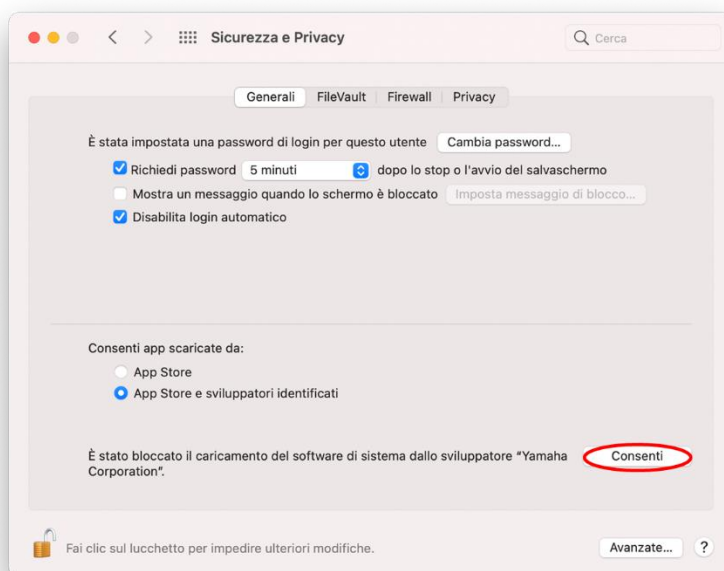 Sicurezza e Privacy
Cerca
Generali FileVault Firewall Privacy
È stata impostata una password di login per questo utente Cambia password...
Richiedi password 5 minuti dopo lo stop o l'avvio del salvaschermo
Mostra un messaggio quando lo schermo è bloccato Imposta messaggio di blocco...
Disabilita login automatico
Consenti app scaricate da:
App Store
App Store e sviluppatori identificati
È stato bloccato il caricamento del software di sistema dallo sviluppatore “Yamaha
Corporation”.
Consenti
Fai clic sul lucchetto per impedire ulteriori modifiche.
Avanzate... ?